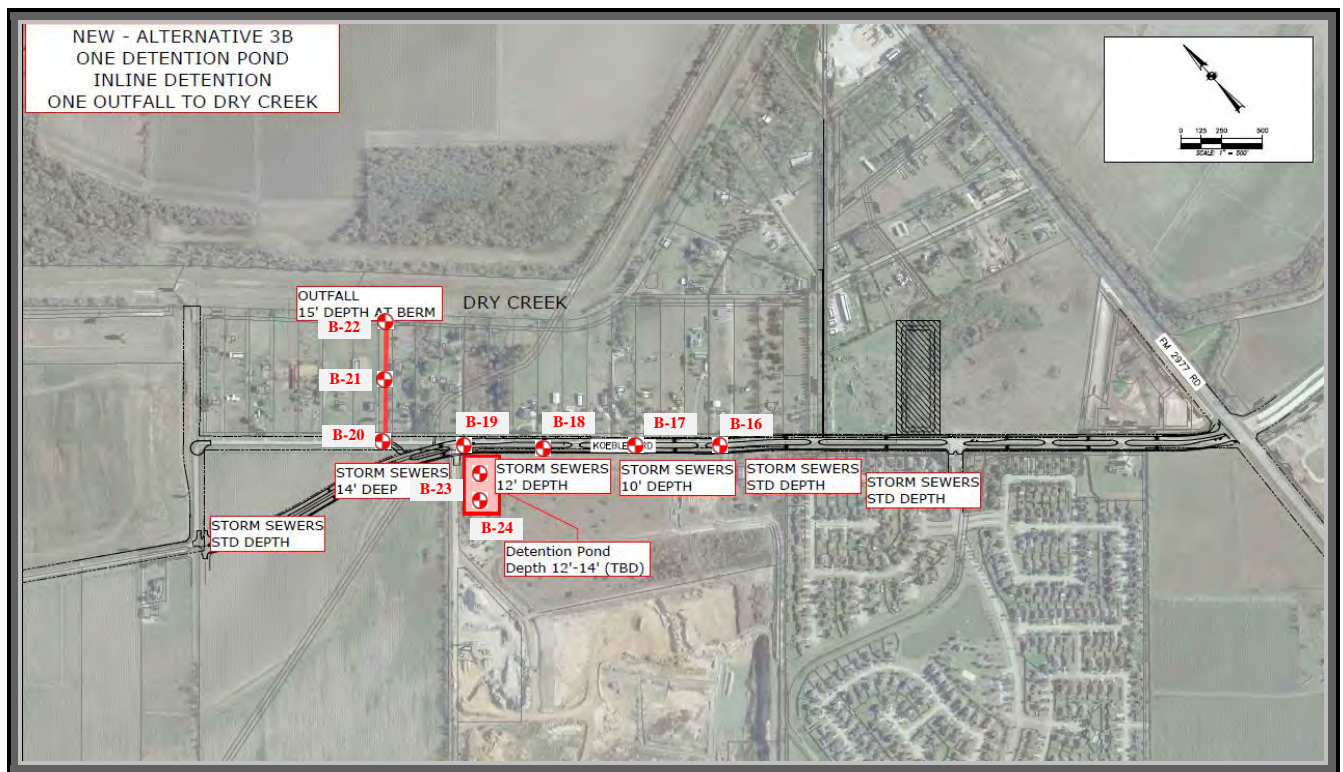 NEW - ALTERNATIVE 3B
ONE DETENTION POND
INLINE DETENTION
ONE OUTFALL TO DRY CREEK
0 125 250 500
SCALE: 1" = 500'
OUTFALL
15' DEPTH AT BERM
DRY CREEK
B-22
B-21
B-20
B-19
B-18
B-17
B-16
FM 2977 RD
STORM SEWERS
14' DEEP
B-23
STORM SEWERS
12' DEPTH
STORM SEWERS
10' DEPTH
STORM SEWERS
STD DEPTH
STORM SEWERS
STD DEPTH
STORM SEWERS
STD DEPTH
B-24
Detention Pond
Depth 12'-14' (TBD)